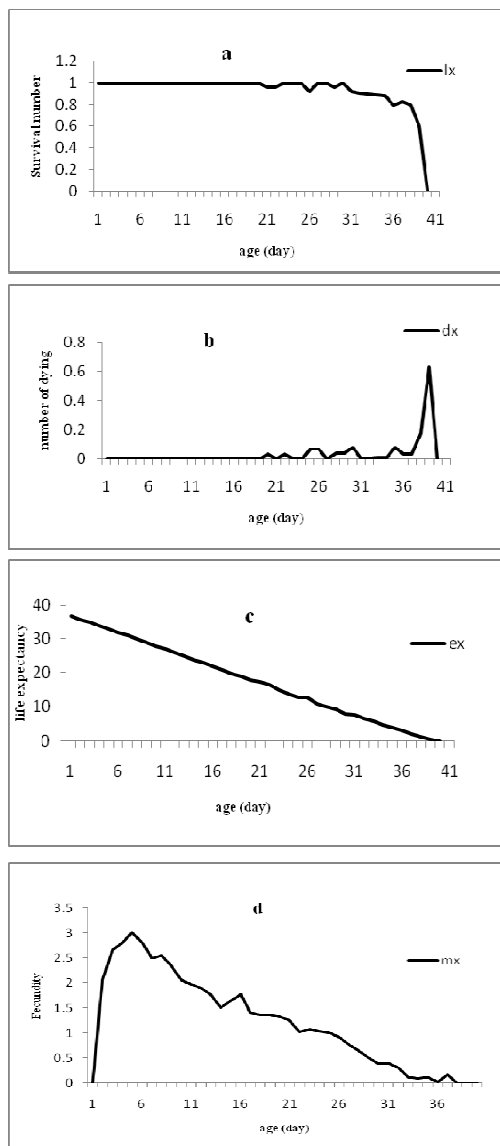 a
lx
1.2
1
0.8
0.6
0.4
0.2
0
Survival number
1 6 11 16 21 26 31 36 41
age (day)
b
dx
0.8
0.6
0.4
0.2
0
number of dying
1 6 11 16 21 26 31 36 41
age (day)
c
ex
40
30
20
10
0
life expectancy
1 6 11 16 21 26 31 36 41
age (day)
d
mx
3.5
3
2.5
2
1.5
1
0.5
0
Fecundity
1 6 11 16 21 26 31 36
age (day)